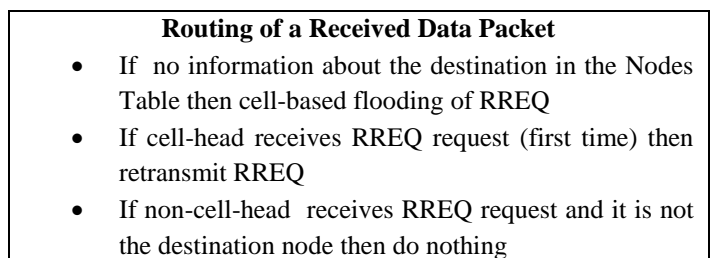 Routing of a Received Data Packet
• If no information about the destination in the Nodes
Table then cell-based flooding of RREQ
• If cell-head receives RREQ request (first time) then
retransmit RREQ
• If non-cell-head receives RREQ request and it is not
the destination node then do nothing